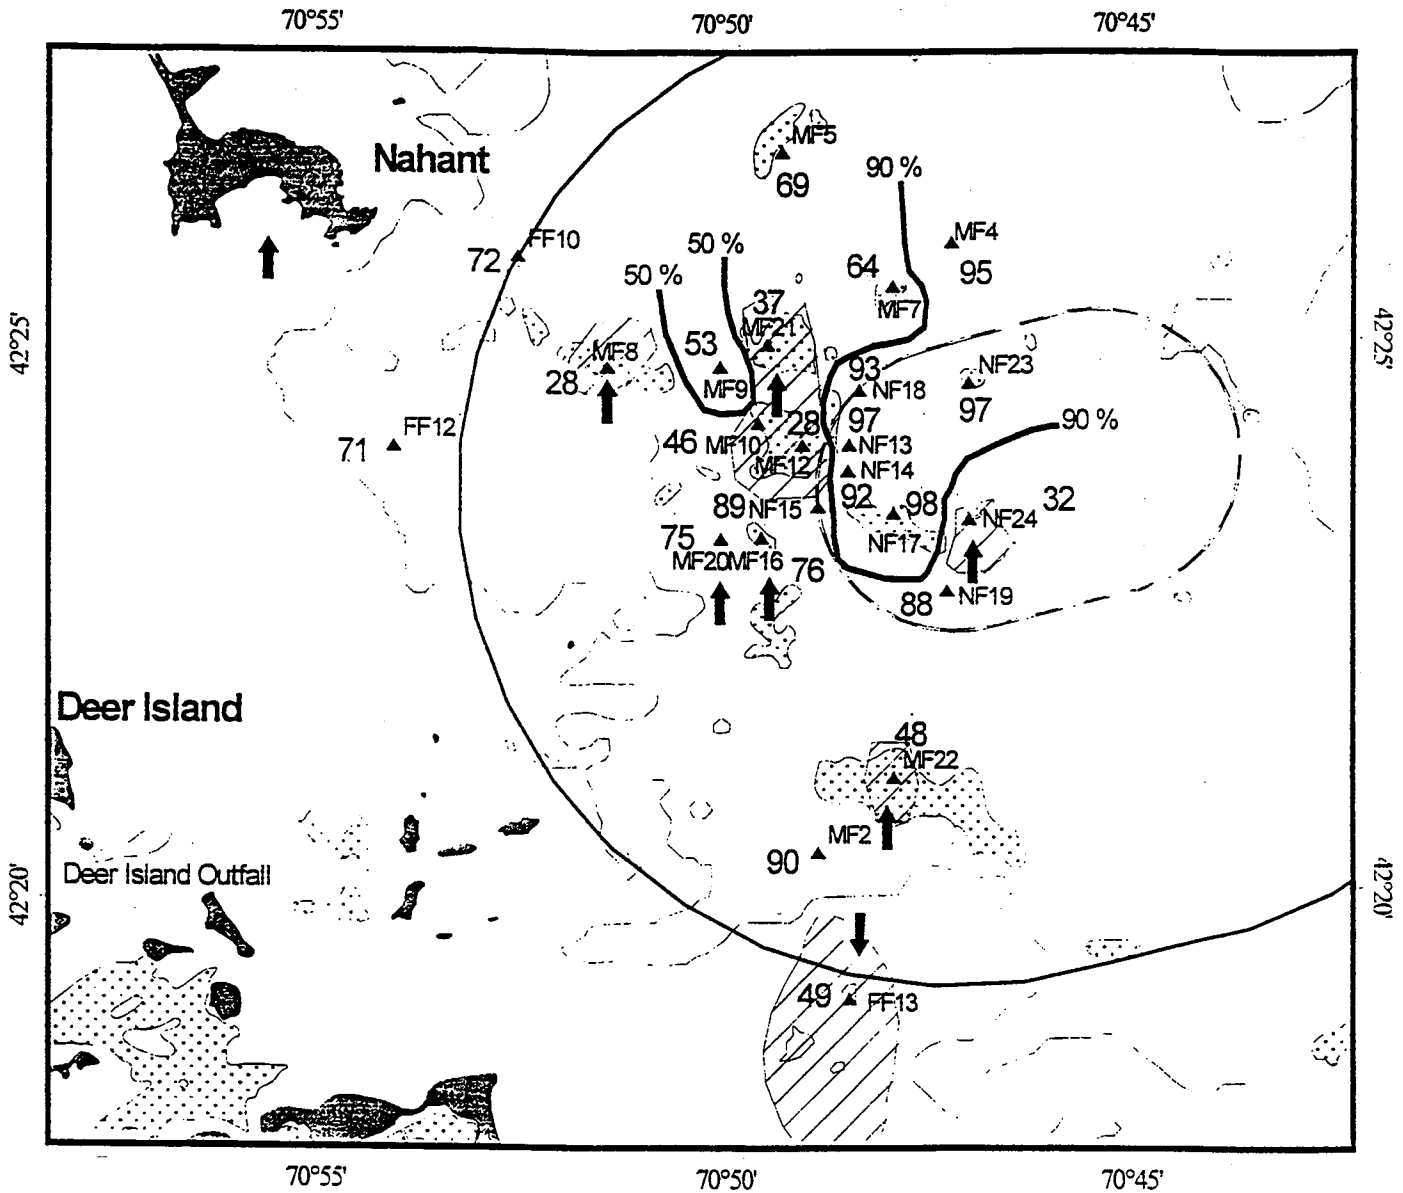 70°55'
70°50'
70°45'
Nahant
MF5
69
90 %
MF4
95
FF10
72
50 %
50 %
64
MF7
37
MF21
42°25'
42°25'
53
MF9
MF8
28
93
NF18
NF23
97
90 %
FF12
71
46
MF10
28
MF12
97
NF13
NF14
92
89
NF15
98
NF17
NF24
32
75
MF20
MF16
76
88
NF19
Deer Island
48
MF22
MF2
90
Deer Island Outfall
42°20'
42°20'
49
FF13
70°55'
70°50'
70°45'